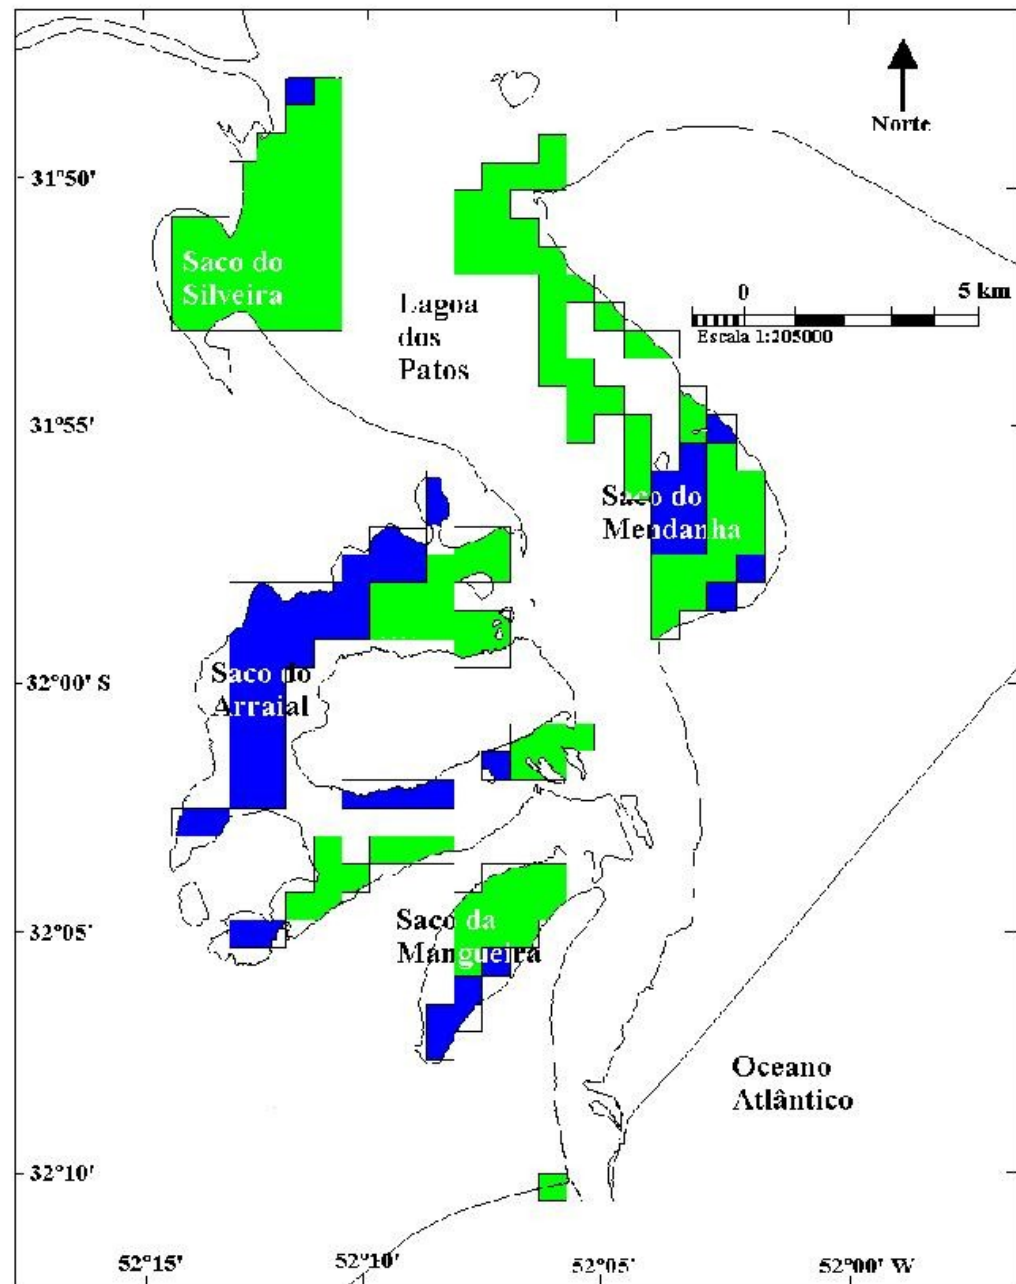 Norte
31°50'
Saco do
Silveira
0
5 km
Escala 1:205000
Lagoa
dos
Patos
31°55'
Saco do
Mendanha
32°00' S
Saco do
Arraial
32°05'
Saco da
Mangueira
Oceano
Atlântico
32°10'
52°15'
52°10'
52°05'
52°00' W